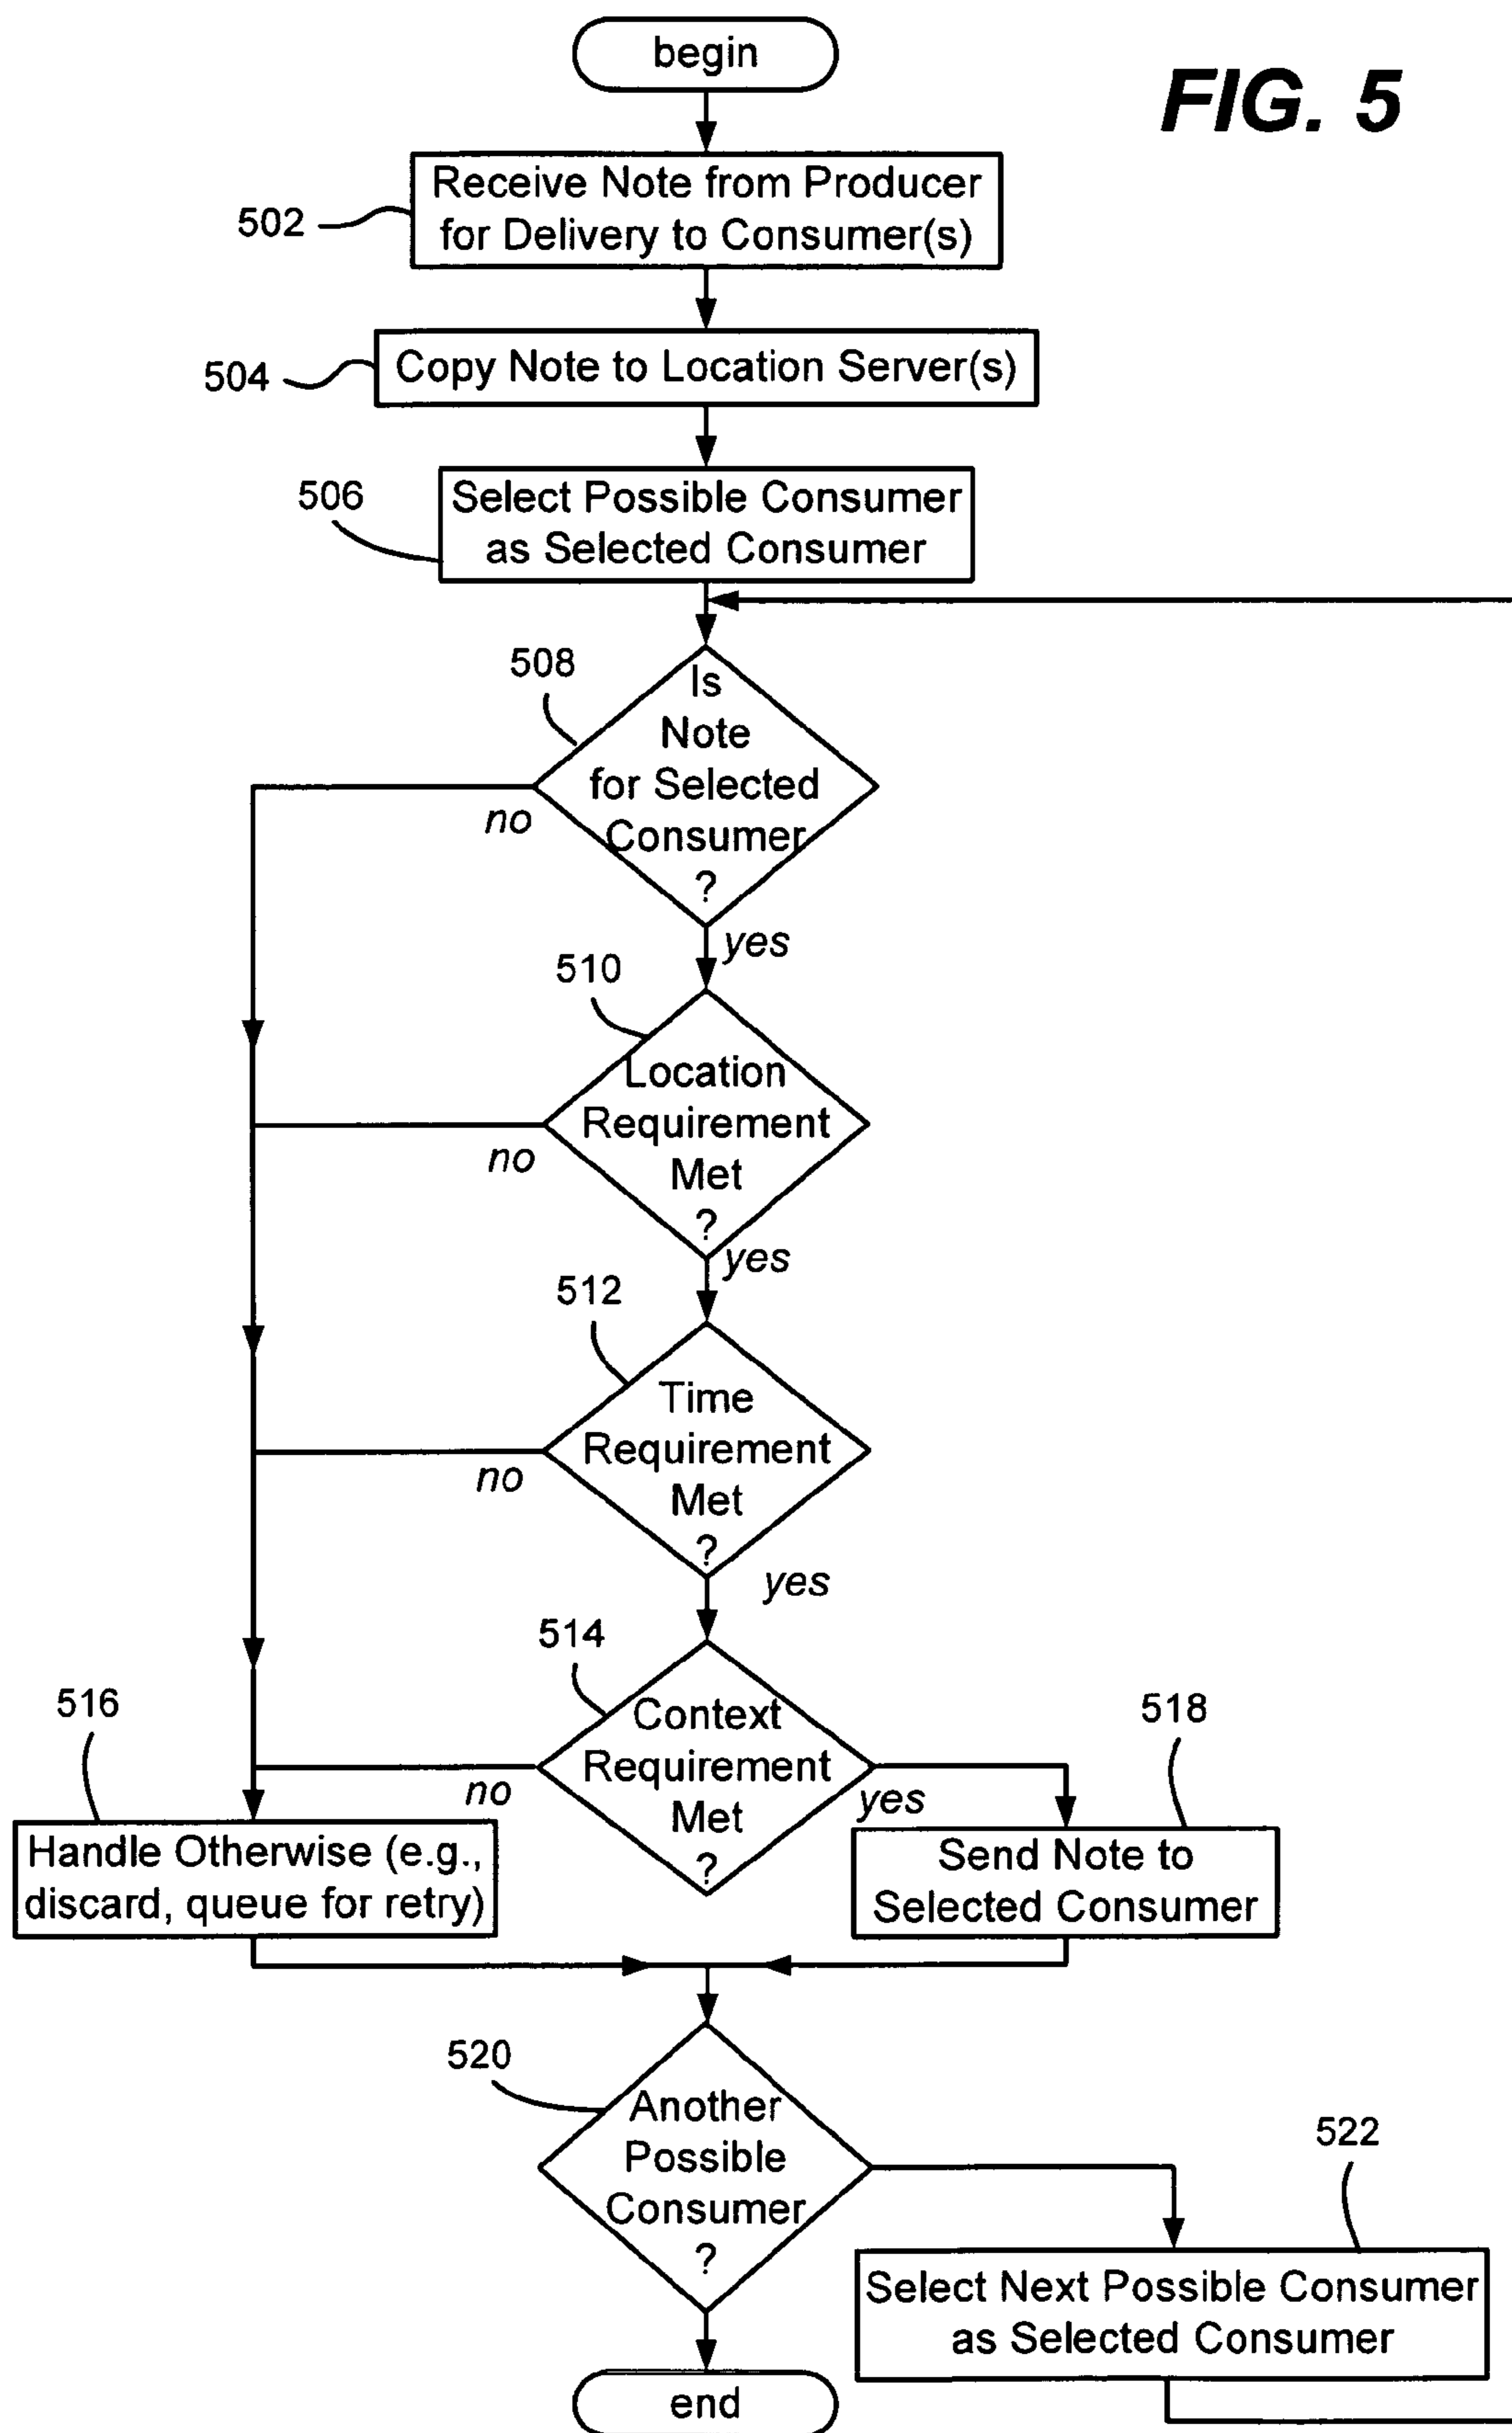 begin
FIG. 5
Receive Note from Producer
for Delivery to Consumer(s)
502
Copy Note to Location Server(s)
504
506
Select Possible Consumer
as Selected Consumer
508
Is
Note
for Selected
Consumer
?
no
yes
510
Location
Requirement
Met
?
no
yes
512
Time
Requirement
Met
?
no
yes
514
Context
Requirement
Met
?
no
yes
516
Handle Otherwise (e.g.,
discard, queue for retry)
518
Send Note to
Selected Consumer
520
Another
Possible
Consumer
?
522
Select Next Possible Consumer
as Selected Consumer
end